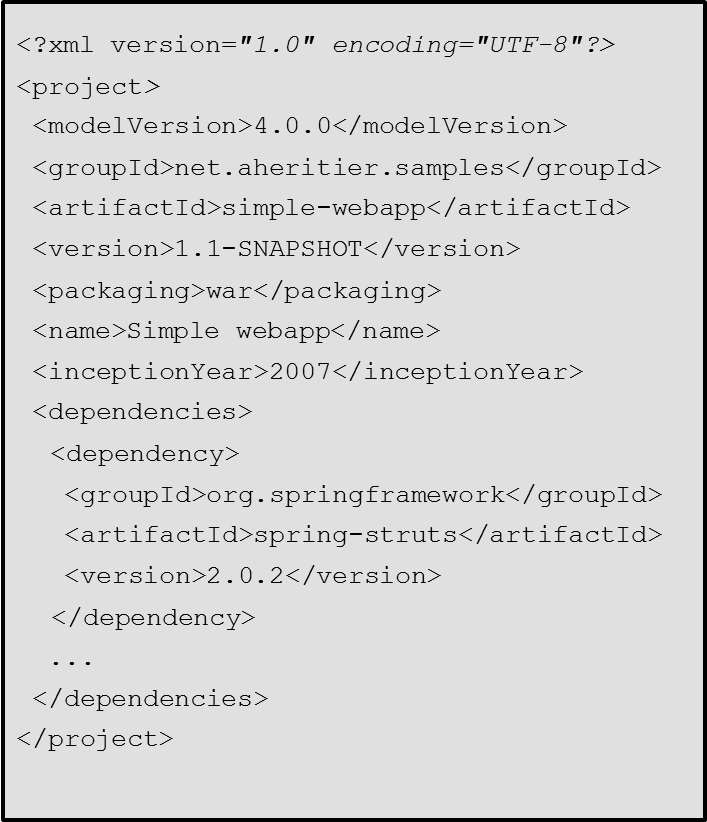 <?xml version="1.0" encoding="UTF-8"?>
<project>
<modelVersion>4.0.0</modelVersion>
<groupId>net.aheritier.samples</groupId>
<artifactId>simple-webapp</artifactId>
<version>1.1-SNAPSHOT</version>
<packaging>war</packaging>
<name>Simple webapp</name>
<inceptionYear>2007</inceptionYear>
<dependencies>
<dependency>
<groupId>org.springframework</groupId>
<artifactId>spring-struts</artifactId>
<version>2.0.2</version>
</dependency>
...
</dependencies>
</project>